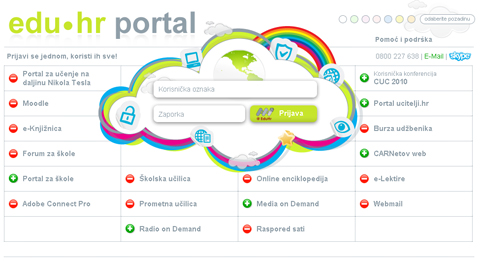 edu•hr portal
odaberite pozadinu
Pomoć i podrška
Prijavi se jednom, koristi ih sve!
0800 227 638 | E-Mail | skype
Portal za učenje na
daljinu Nikola Tesla
Korisnička konferencija
CUC 2010
Korisnička oznaka
Moodle
Portal ucitelji.hr
Zaporka
Prijava
e-Knjižnica
Burza udžbenika
Forum za škole
CARNetov web
Portal za škole
Školska učilica
Online enciklopedija
e-Lektire
Adobe Connect Pro
Prometna učilica
Media on Demand
Webmail
Radio on Demand
Raspored sati